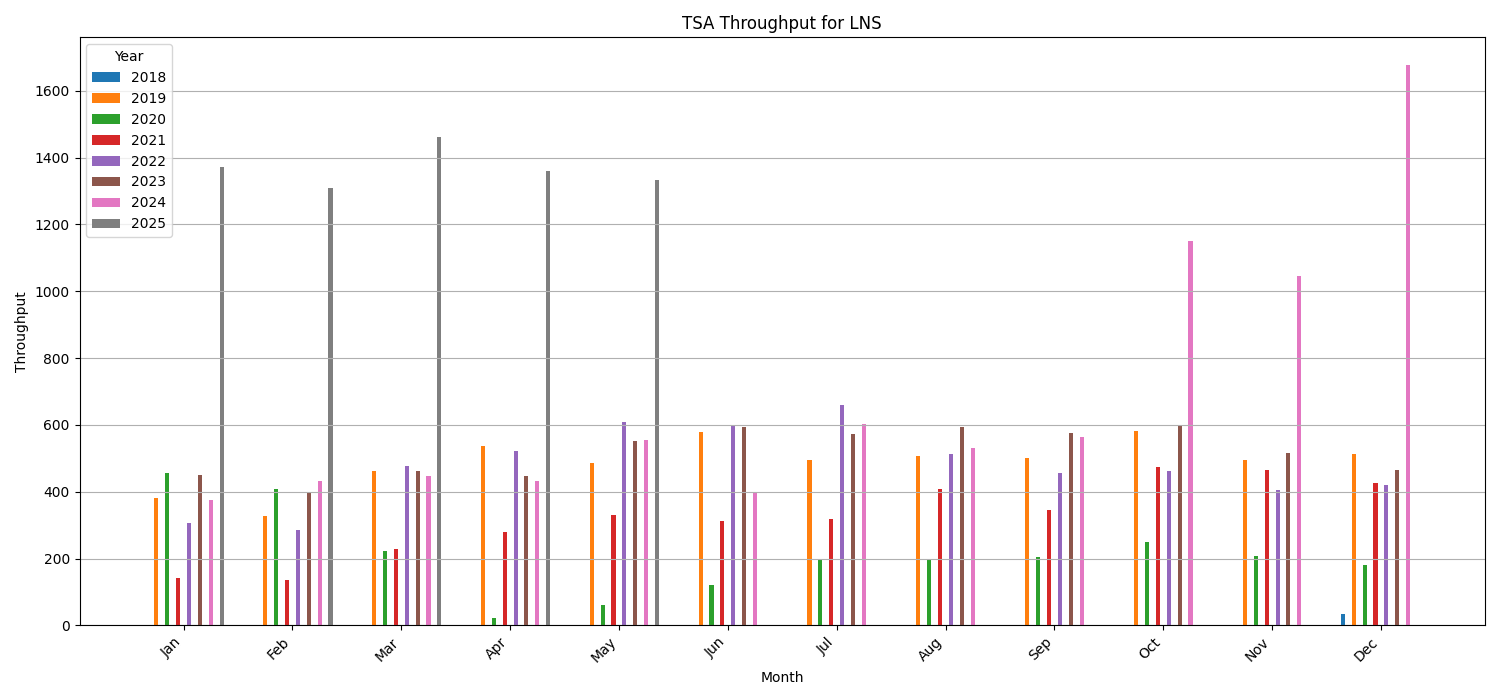 TSA Throughput for LNS
Year
2018
2019
2020
2021
2022
2023
2024
2025
Throughput
1600
1400
1200
1000
800
600
400
200
0
Jan
Feb
Mar
Apr
May
Jun
Jul
Aug
Sep
Oct
Nov
Dec
Month